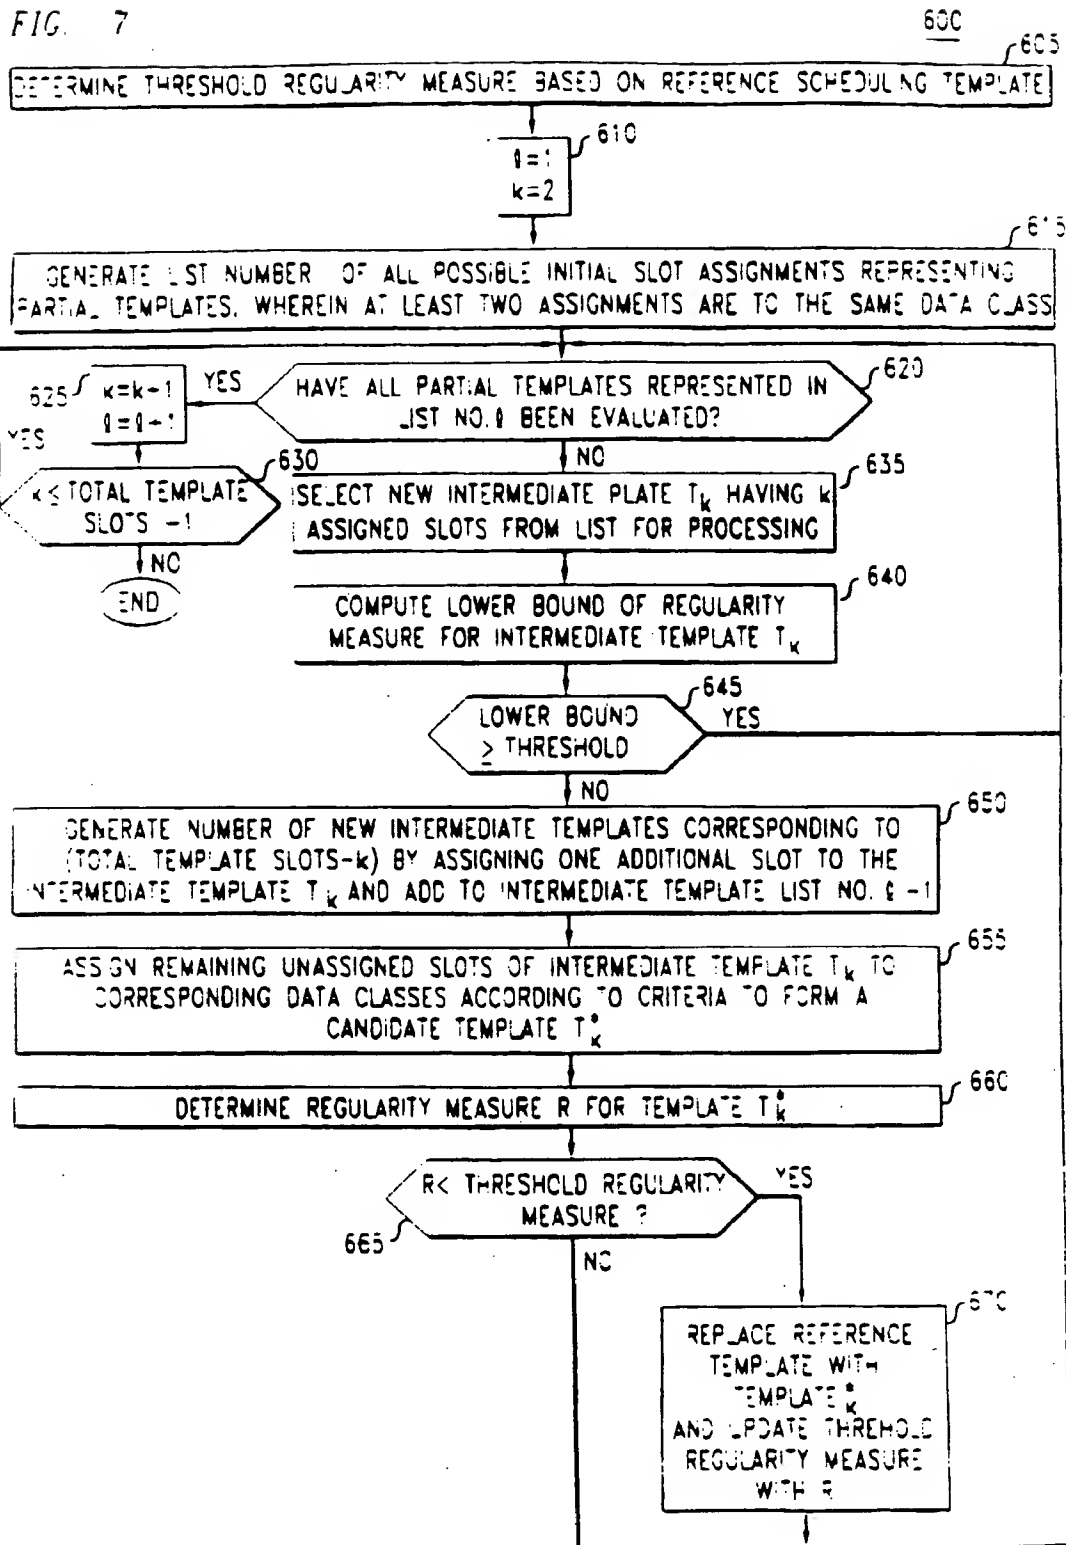 FIG. 7
600
605
DETERMINE THRESHOLD REGULARITY MEASURE BASED ON REFERENCE SCHEDULING TEMPLATE
610
ℓ=1
k=2
615
GENERATE LIST NUMBER OF ALL POSSIBLE INITIAL SLOT ASSIGNMENTS REPRESENTING
PARTIAL TEMPLATES, WHEREIN AT LEAST TWO ASSIGNMENTS ARE TO THE SAME DATA CLASS
620
HAVE ALL PARTIAL TEMPLATES REPRESENTED IN
LIST NO. ℓ BEEN EVALUATED?
YES
625
k=k+1
ℓ=ℓ+1
YES
630
k ≤ TOTAL TEMPLATE
SLOTS -1
NO
END
NO
635
SELECT NEW INTERMEDIATE PLATE Tk HAVING k
ASSIGNED SLOTS FROM LIST FOR PROCESSING
640
COMPUTE LOWER BOUND OF REGULARITY
MEASURE FOR INTERMEDIATE TEMPLATE Tk
645
LOWER BOUND
≥ THRESHOLD
YES
NO
650
GENERATE NUMBER OF NEW INTERMEDIATE TEMPLATES CORRESPONDING TO
(TOTAL TEMPLATE SLOTS-k) BY ASSIGNING ONE ADDITIONAL SLOT TO THE
INTERMEDIATE TEMPLATE Tk AND ADD TO INTERMEDIATE TEMPLATE LIST NO. ℓ +1
655
ASSIGN REMAINING UNASSIGNED SLOTS OF INTERMEDIATE TEMPLATE Tk TO
CORRESPONDING DATA CLASSES ACCORDING TO CRITERIA TO FORM A
CANDIDATE TEMPLATE T*k
660
DETERMINE REGULARITY MEASURE R FOR TEMPLATE T*k
R< THRESHOLD REGULARITY
MEASURE ?
665
YES
NO
670
REPLACE REFERENCE
TEMPLATE WITH
TEMPLATE*k
AND UPDATE THREHOLD
REGULARITY MEASURE
WITH R